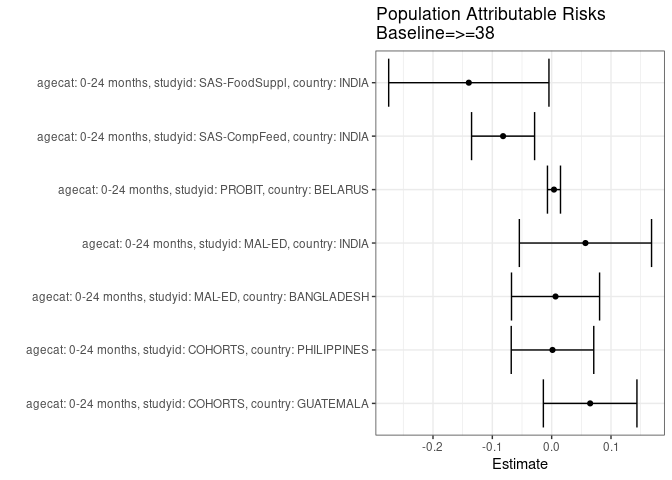 Population Attributable Risks
Baseline=>=38
agecat: 0-24 months, studyid: SAS-FoodSuppl, country: INDIA
agecat: 0-24 months, studyid: SAS-CompFeed, country: INDIA
agecat: 0-24 months, studyid: PROBIT, country: BELARUS
agecat: 0-24 months, studyid: MAL-ED, country: INDIA
agecat: 0-24 months, studyid: MAL-ED, country: BANGLADESH
agecat: 0-24 months, studyid: COHORTS, country: PHILIPPINES
agecat: 0-24 months, studyid: COHORTS, country: GUATEMALA
-0.2 -0.1 0.0 0.1
Estimate